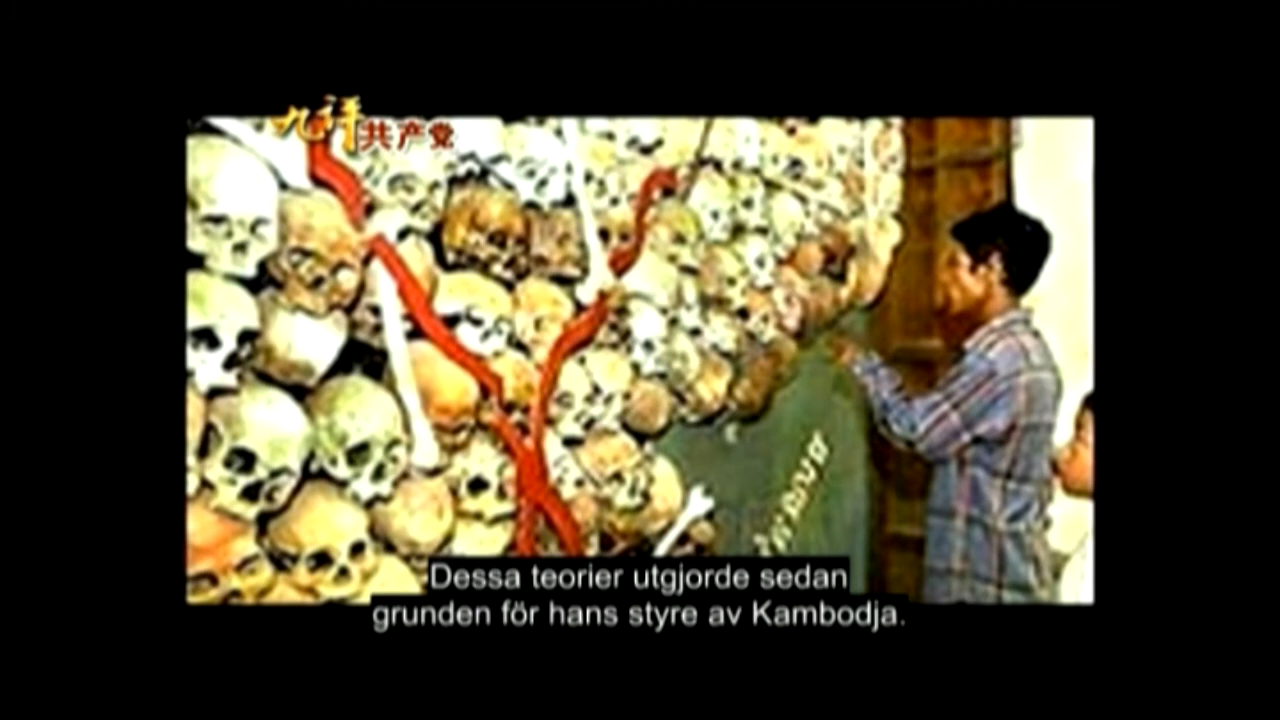 九评共产党
Dessa teorier utgjorde sedan
grunden för hans styre av Kambodja.